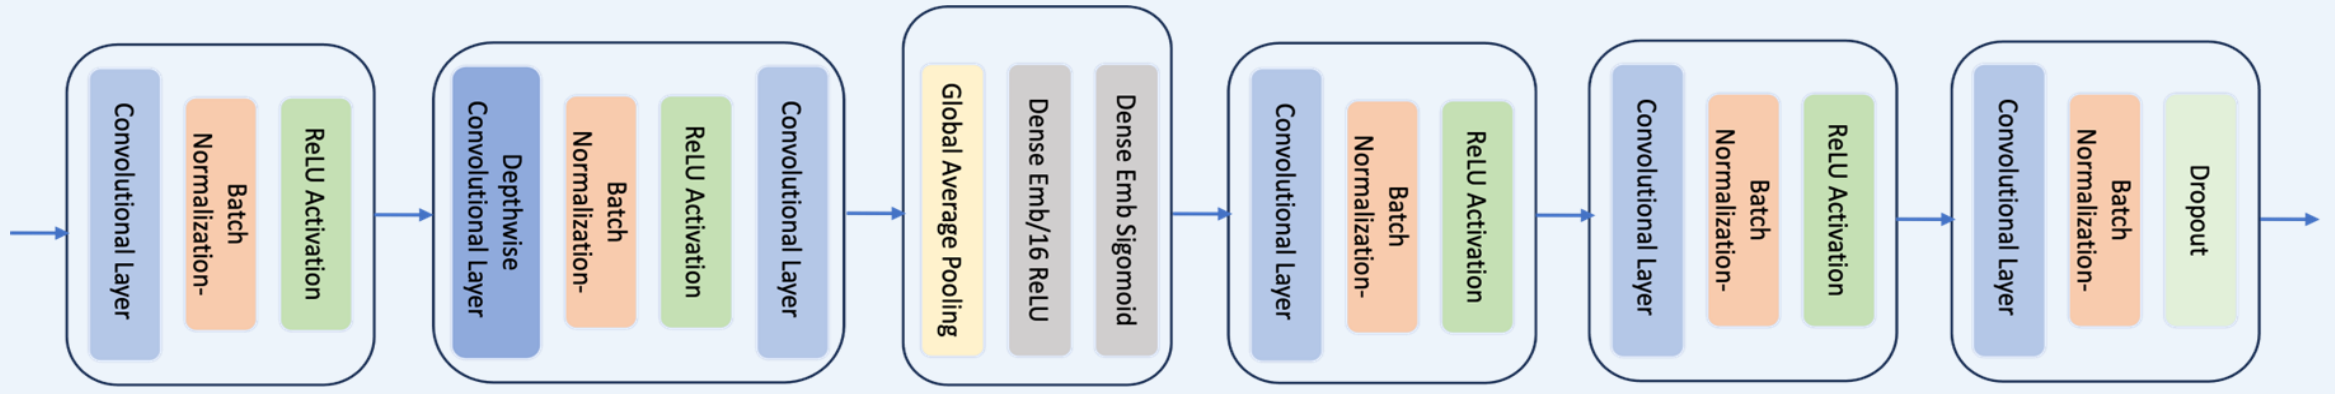 Convolutional Layer
Batch
Normalization-
ReLU Activation
Depthwise
Convolutional Layer
Batch
Normalization-
ReLU Activation
Convolutional Layer
Global Average Pooling
Dense Emb/16 ReLU
Dense Emb Sigomoid
Convolutional Layer
Batch
Normalization-
ReLU Activation
Convolutional Layer
Batch
Normalization-
ReLU Activation
Convolutional Layer
Batch
Normalization-
Dropout